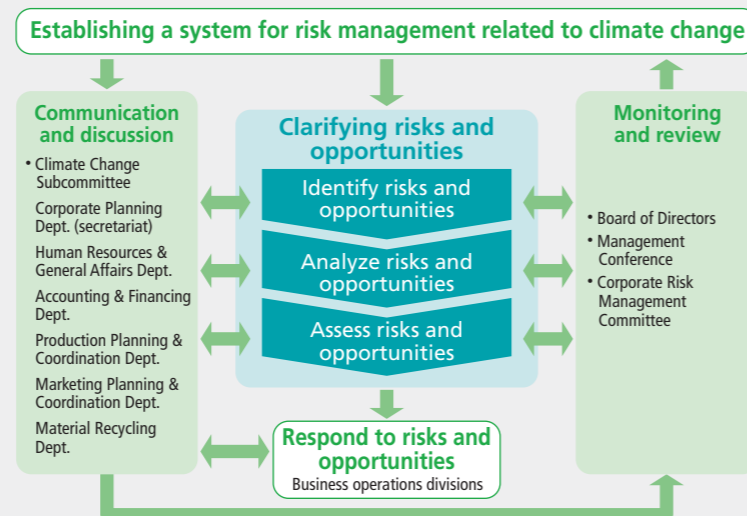 Establishing a system for risk management related to climate change
Communication
and discussion
• Climate Change
Subcommittee
Corporate Planning
Dept. (secretariat)
Human Resources &
General Affairs Dept.
Accounting & Financing
Dept.
Production Planning &
Coordination Dept.
Marketing Planning &
Coordination Dept.
Material Recycling
Dept.
Clarifying risks and
opportunities
Identify risks and
opportunities
Analyze risks and
opportunities
Assess risks and
opportunities
Respond to risks and
opportunities
Business operations divisions
Monitoring
and review
• Board of Directors
• Management
Conference
• Corporate Risk
Management
Committee